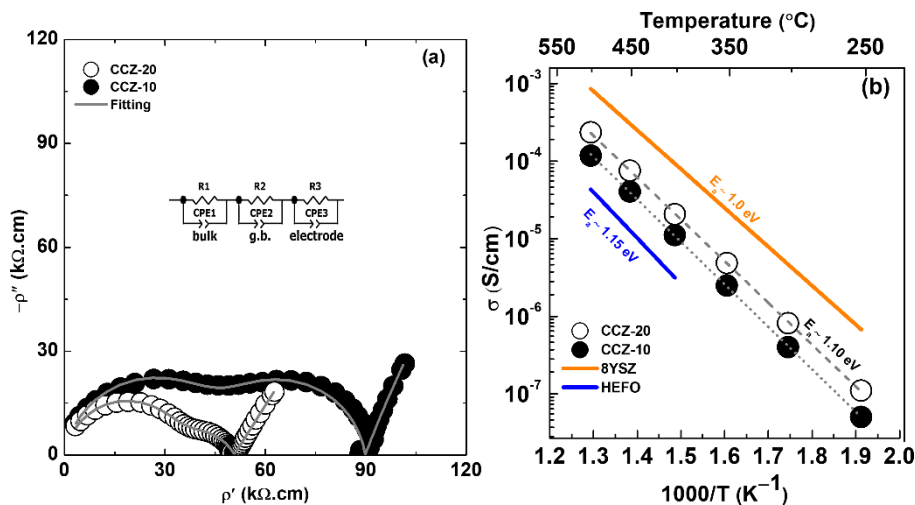 (a)
120
90
60
30
0
−ρ″ (kΩ.cm)
CCZ-20
CCZ-10
Fitting
R1 R2 R3
CPE1 CPE2 CPE3
bulk g.b. electrode
0 30 60 90 120
ρ′ (kΩ.cm)
Temperature (°C)
550 450 350 250
(b)
10⁻³
10⁻⁴
10⁻⁵
10⁻⁶
10⁻⁷
σ (S/cm)
Eₐ~ 1.0 eV
Eₐ~ 1.15 eV
Eₐ~ 1.10 eV
CCZ-20
CCZ-10
8YSZ
HEFO
1.2 1.3 1.4 1.5 1.6 1.7 1.8 1.9 2.0
1000/T (K⁻¹)